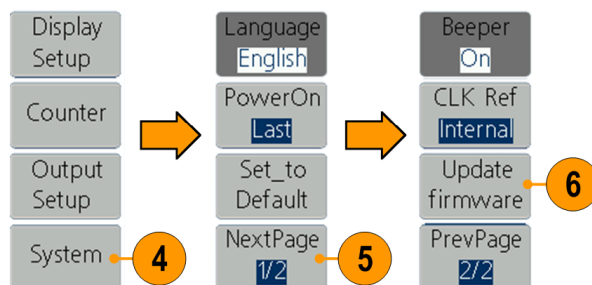 Display
Setup
Counter
Output
Setup
System
4
Language
English
PowerOn
Last
Set_to
Default
NextPage
1/2
5
Beeper
On
CLK Ref
Internal
Update
firmware
6
PrevPage
2/2